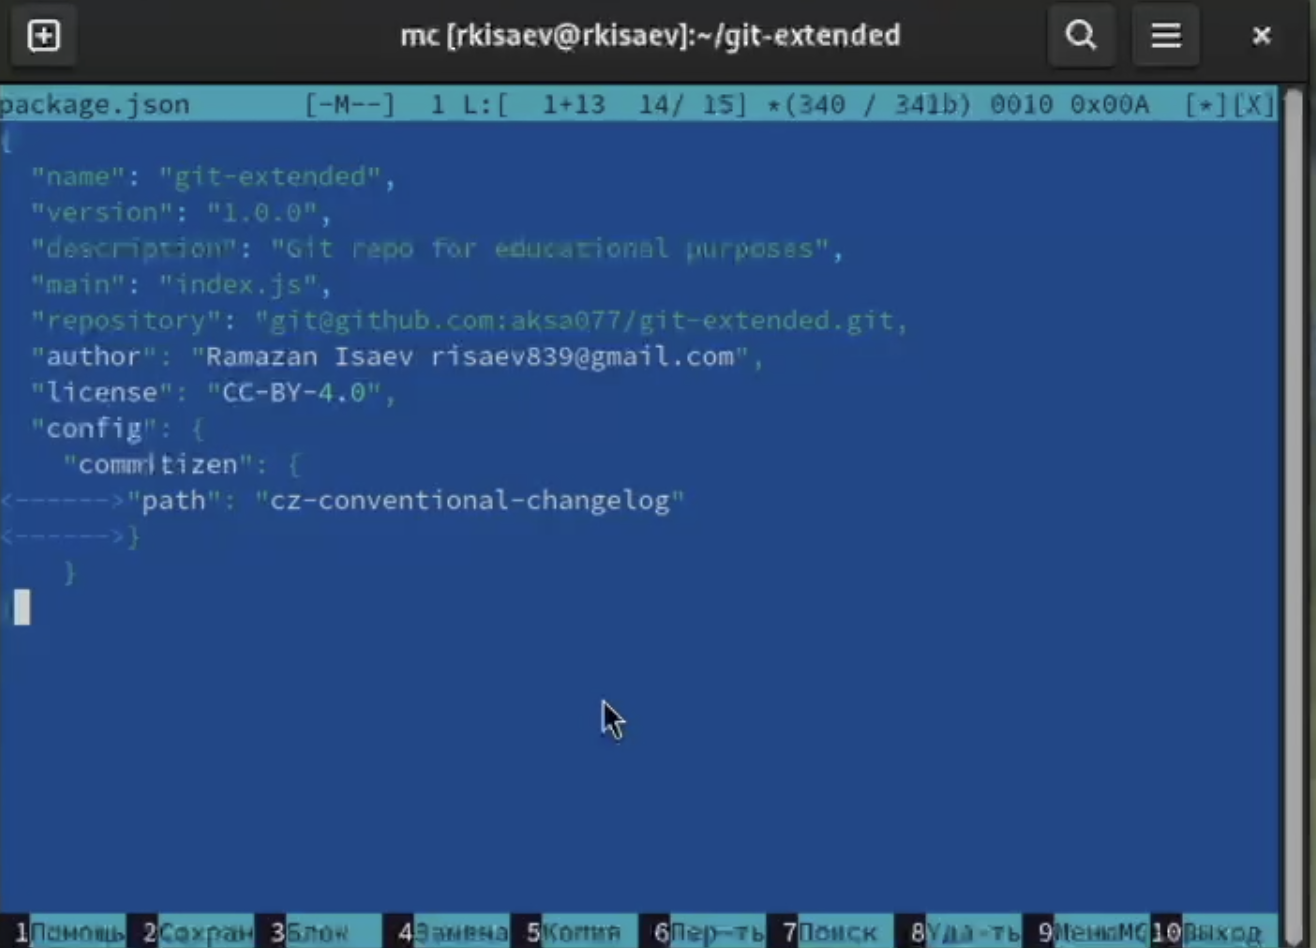 mc [rkisaev@rkisaev]:~/git-extended
package.json [-M--] 1 L:[ 1+13 14/ 15] *(340 / 341b) 0010 0x00A [*][X]
{
"name": "git-extended",
"version": "1.0.0",
"description": "Git repo for educational purposes",
"main": "index.js",
"repository": "git@github.com:aksa077/git-extended.git,
"author": "Ramazan Isaev risaev839@gmail.com",
"license": "CC-BY-4.0",
"config": {
"commitizen": {
<------>"path": "cz-conventional-changelog"
<------>}
}
1Помощь 2Сохран 3Блок 4Замена 5Копия 6Пер-ть 7Поиск 8Уда-ть 9МенюMC 10Выход